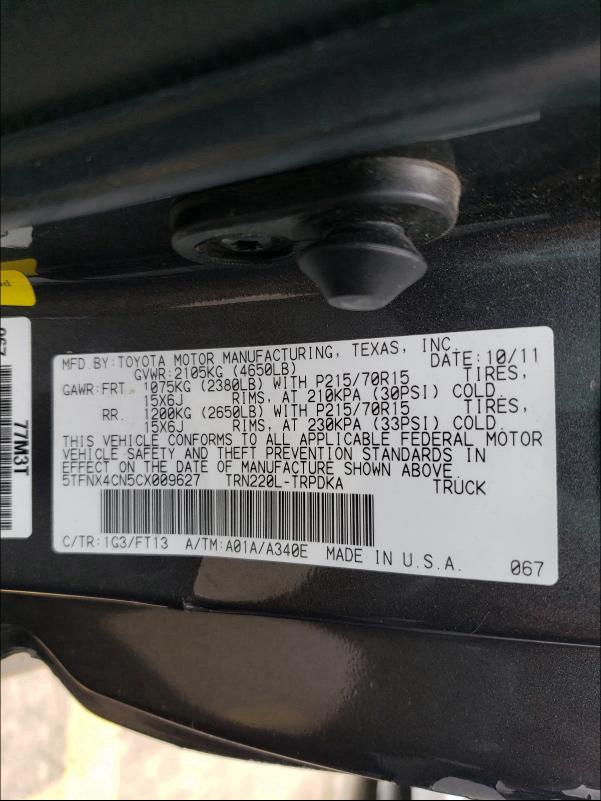 MFD.BY:TOYOTA MOTOR MANUFACTURING, TEXAS, INC.
GVWR:2105KG (4650LB) DATE:10/11
GAWR:FRT 1075KG (2380LB) WITH P215/70R15 TIRES,
15X6J RIMS, AT 210KPA (30PSI) COLD.
RR. 1200KG (2650LB) WITH P215/70R15 TIRES,
15X6J RIMS, AT 230KPA (33PSI) COLD.
THIS VEHICLE CONFORMS TO ALL APPLICABLE FEDERAL MOTOR
VEHICLE SAFETY AND THEFT PREVENTION STANDARDS IN
EFFECT ON THE DATE OF MANUFACTURE SHOWN ABOVE.
5TFNX4CN5CX009627 TRN220L-TRPDKA TRUCK
C/TR:1G3/FT13 A/TM:A01A/A340E MADE IN U.S.A. 067
77M3T